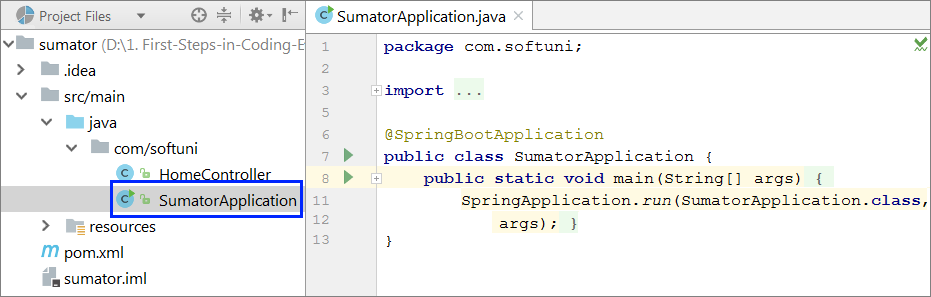 Project Files
sumator (D:\1. First-Steps-in-Coding-E
.idea
src/main
java
com/softuni
HomeController
SumatorApplication
resources
pom.xml
sumator.iml
SumatorApplication.java
1 package com.softuni;
2
3 import ...
5
6 @SpringBootApplication
7 public class SumatorApplication {
8 public static void main(String[] args) {
11 SpringApplication.run(SumatorApplication.class,
12 args); }
13 }